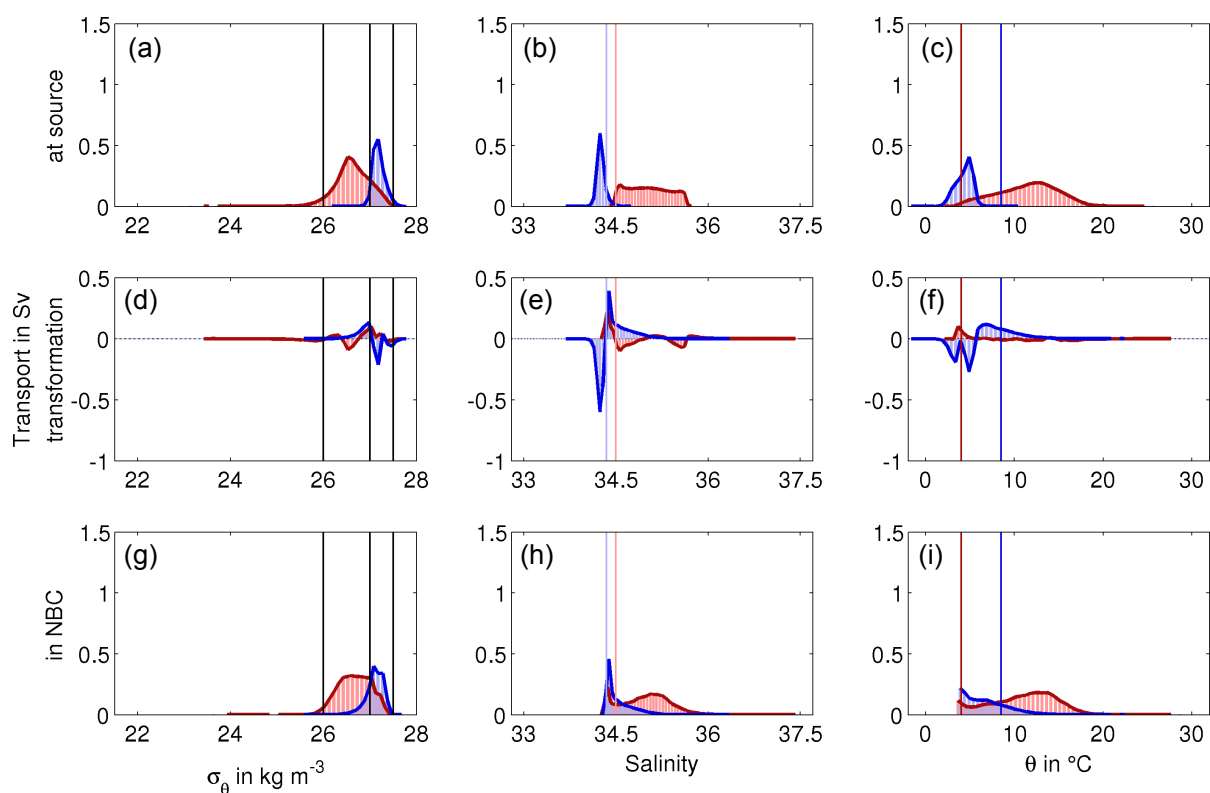 1.5
(a)
1
0.5
0
at source
22 24 26 28
1.5
(b)
1
0.5
0
33 34.5 36 37.5
1.5
(c)
1
0.5
0
0 10 20 30
0.5
(d)
0
-0.5
-1
Transport in Sv
transformation
22 24 26 28
0.5
(e)
0
-0.5
-1
33 34.5 36 37.5
0.5
(f)
0
-0.5
-1
0 10 20 30
1.5
(g)
1
0.5
0
in NBC
22 24 26 28
σθ in kg m-3
1.5
(h)
1
0.5
0
33 34.5 36 37.5
Salinity
1.5
(i)
1
0.5
0
0 10 20 30
θ in °C